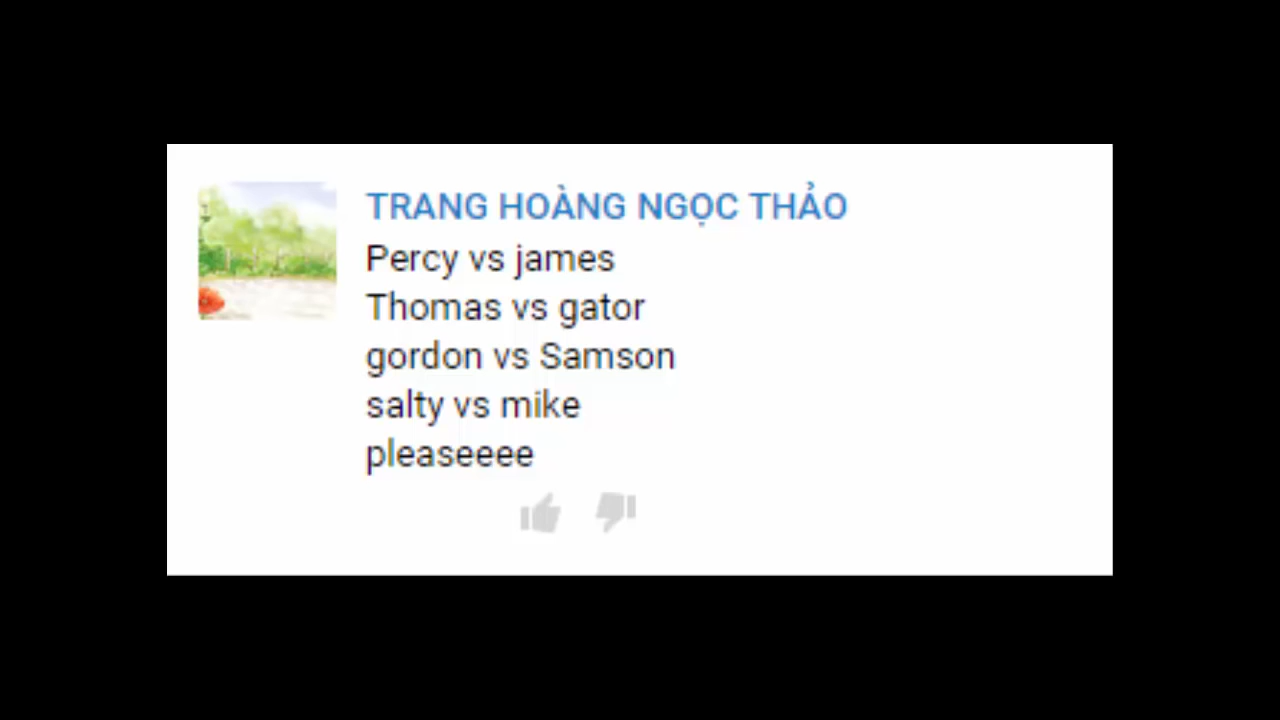 TRANG HOÀNG NGỌC THẢO
Percy vs james
Thomas vs gator
gordon vs Samson
salty vs mike
pleaseeee